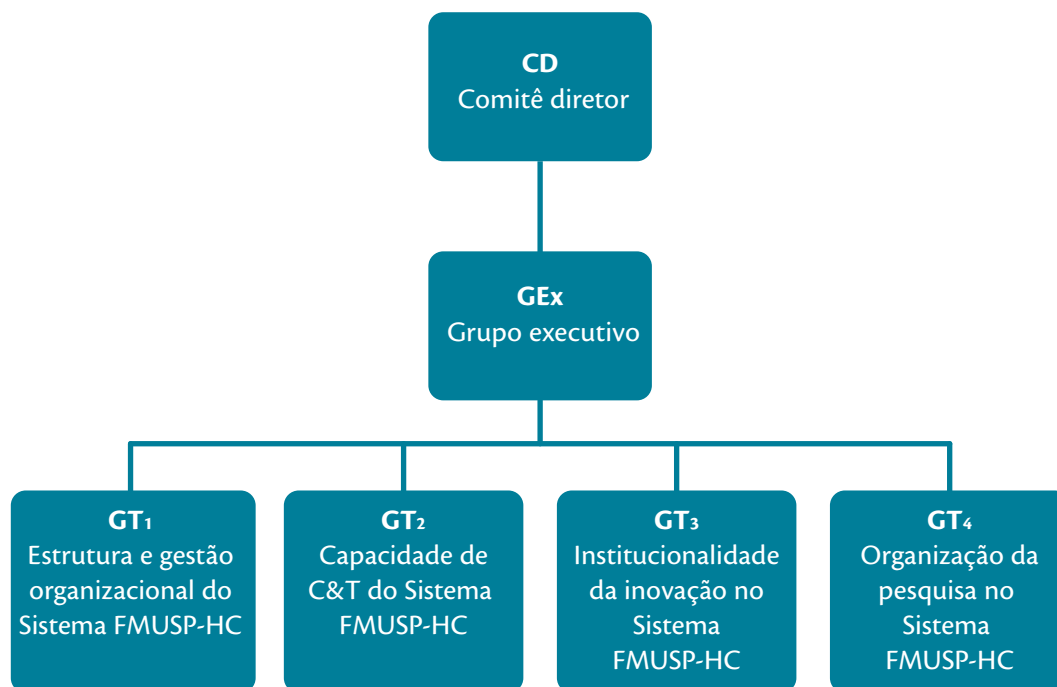 CD
Comitê diretor
GEx
Grupo executivo
GT1
Estrutura e gestão
organizacional do
Sistema FMUSP-HC
GT2
Capacidade de
C&T do Sistema
FMUSP-HC
GT3
Institucionalidade
da inovação no
Sistema
FMUSP-HC
GT4
Organização da
pesquisa no
Sistema
FMUSP-HC